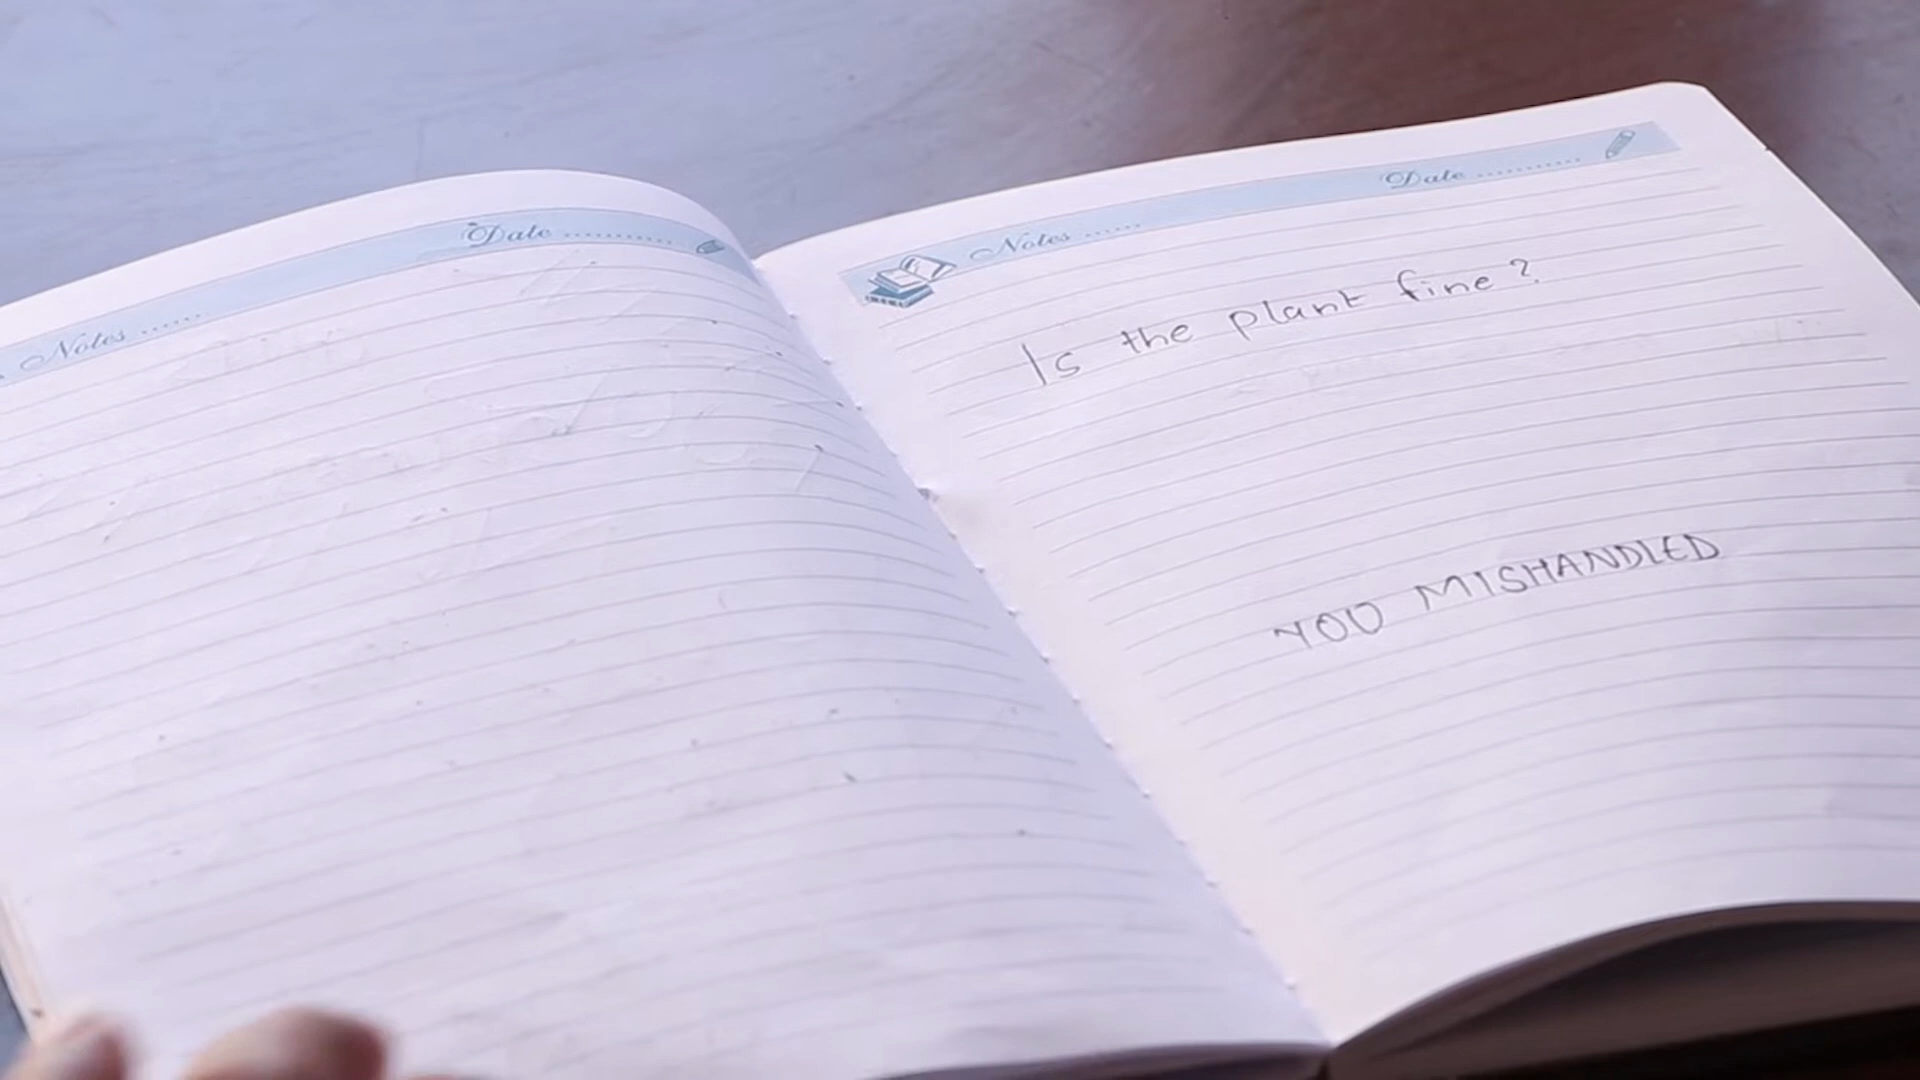 Notes ......
Date ............
Notes ......
Date ............
Is the plant fine?
YOU MISHANDLED